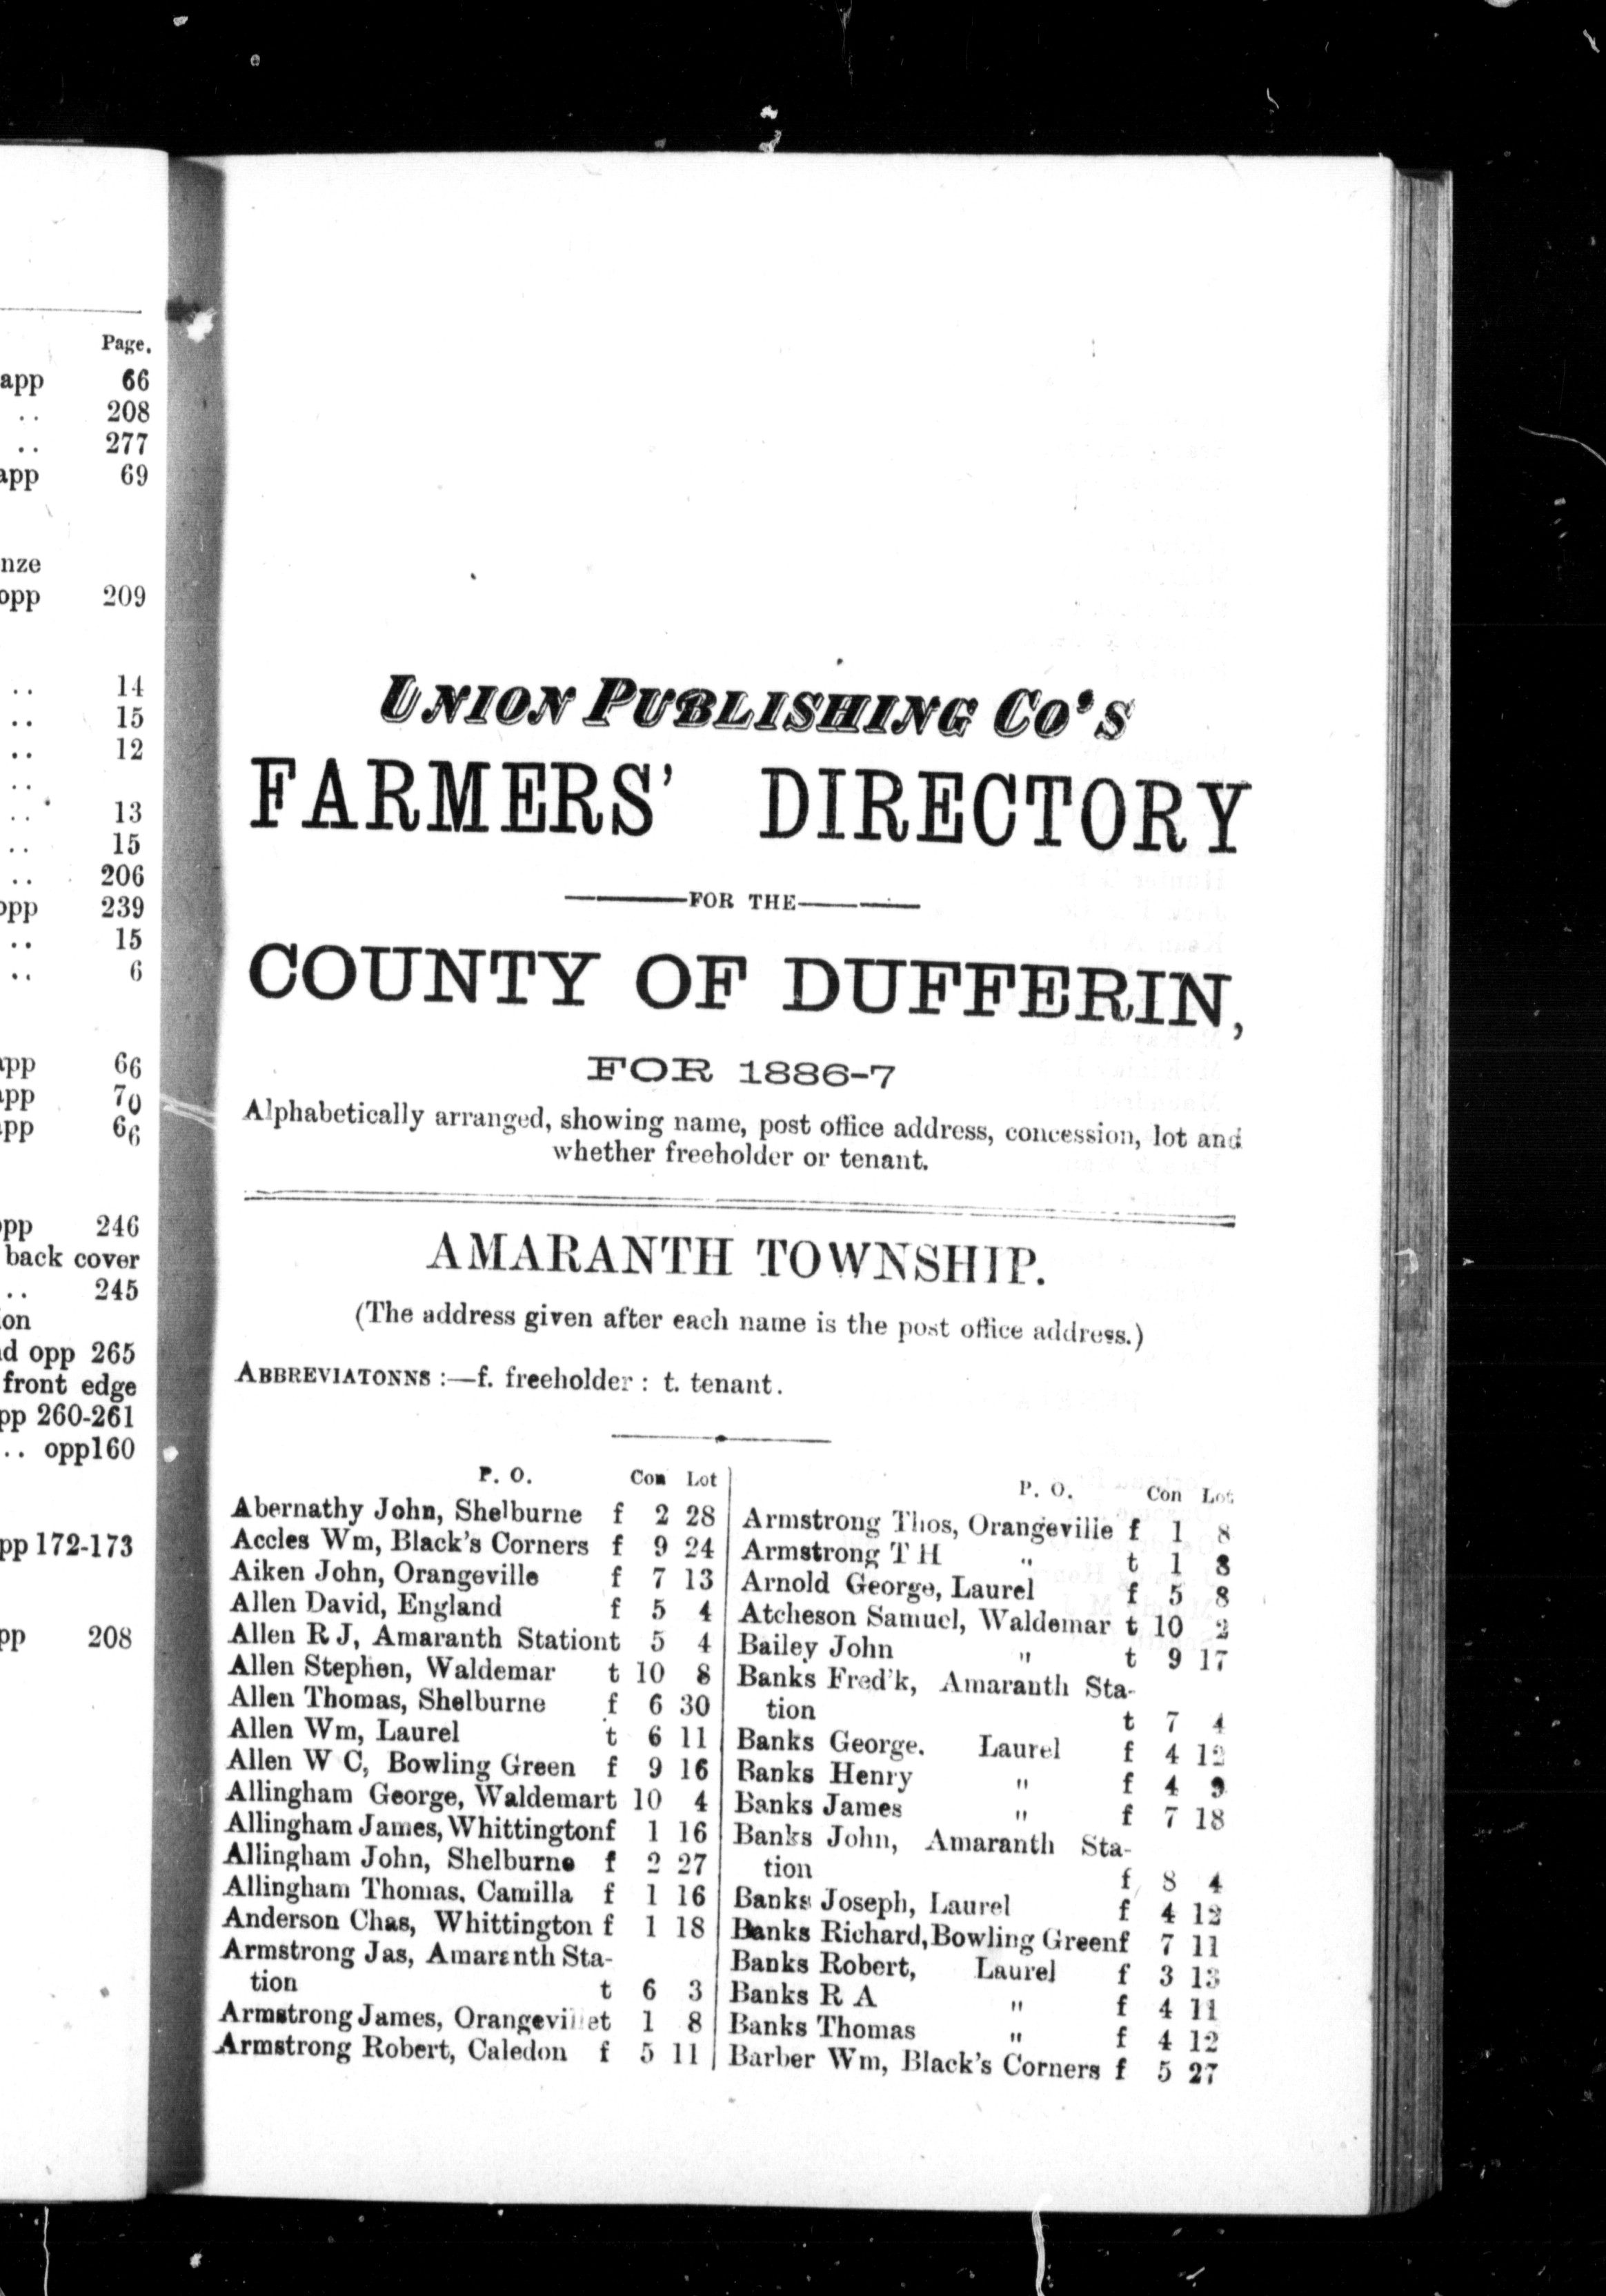 Page.
app 66
.. 208
.. 277
app 69
nze
opp 209
.. 14
.. 15
.. 12
..
.. 13
.. 15
.. 206
opp 239
.. 15
.. 6
app 66
app 70
app 66
opp 246
back cover
.. 245
ion
nd opp 265
front edge
pp 260-261
.. opp160
pp 172-173
pp 208
UNION PUBLISHING CO'S
FARMERS' DIRECTORY
FOR THE
COUNTY OF DUFFERIN,
FOR 1886-7
Alphabetically arranged, showing name, post office address, concession, lot and
whether freeholder or tenant.
AMARANTH TOWNSHIP.
(The address given after each name is the post office address.)
ABBREVIATONNS :—f. freeholder : t. tenant.
P. O. Con Lot
Abernathy John, Shelburne f 2 28
Accles Wm, Black's Corners f 9 24
Aiken John, Orangeville f 7 13
Allen David, England f 5 4
Allen R J, Amaranth Stationt 5 4
Allen Stephen, Waldemar t 10 8
Allen Thomas, Shelburne f 6 30
Allen Wm, Laurel t 6 11
Allen W C, Bowling Green f 9 16
Allingham George, Waldemart 10 4
Allingham James, Whittingtonf 1 16
Allingham John, Shelburne f 2 27
Allingham Thomas, Camilla f 1 16
Anderson Chas, Whittington f 1 18
Armstrong Jas, Amaranth Sta-
tion t 6 3
Armstrong James, Orangevillet 1 8
Armstrong Robert, Caledon f 5 11
P. O. Con Lot
Armstrong Thos, Orangeville f 1 8
Armstrong T H " t 1 8
Arnold George, Laurel f 5 8
Atcheson Samuel, Waldemar t 10 2
Bailey John " t 9 17
Banks Fred'k, Amaranth Sta-
tion t 7 4
Banks George. Laurel f 4 12
Banks Henry " f 4 9
Banks James " f 7 18
Banks John, Amaranth Sta-
tion f 8 4
Banks Joseph, Laurel f 4 12
Banks Richard, Bowling Greenf 7 11
Banks Robert, Laurel f 3 13
Banks R A " f 4 11
Banks Thomas " f 4 12
Barber Wm, Black's Corners f 5 27